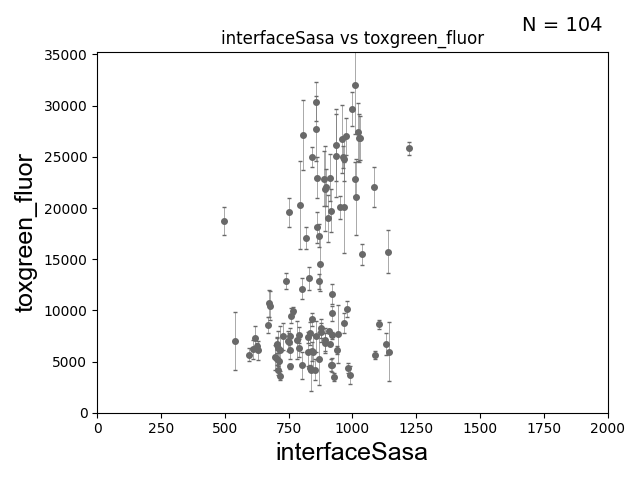 N = 104
interfaceSasa vs toxgreen_fluor
35000
30000
25000
20000
15000
10000
5000
0
toxgreen_fluor
0 250 500 750 1000 1250 1500 1750 2000
interfaceSasa